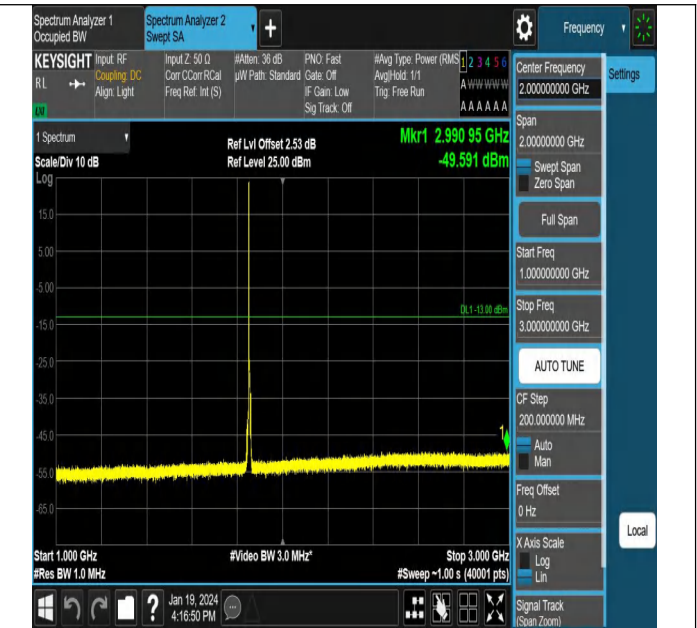 Spectrum Analyzer 1
Occupied BW
Spectrum Analyzer 2
Swept SA
Frequency
KEYSIGHT
RL
Input: RF
Coupling: DC
Align: Light
Input Z: 50 Ω
Corr CCorr RCal
Freq Ref: Int (S)
#Atten: 36 dB
µW Path: Standard
PNO: Fast
Gate: Off
IF Gain: Low
Sig Track: Off
#Avg Type: Power (RMS
Avg|Hold: 1/1
Trig: Free Run
1 2 3 4 5 6
A W W W W W
A A A A A A
1 Spectrum
Scale/Div 10 dB
Log
Ref Lvl Offset 2.53 dB
Ref Level 25.00 dBm
Mkr1 2.990 95 GHz
-49.591 dBm
15.0
5.00
-5.00
-15.0
-25.0
-35.0
-45.0
-55.0
-65.0
DL1 -13.00 dBm
1
Start 1.000 GHz
#Res BW 1.0 MHz
#Video BW 3.0 MHz*
Stop 3.000 GHz
#Sweep ~1.00 s (40001 pts)
?
Jan 19, 2024
4:16:50 PM
Center Frequency
2.000000000 GHz
Span
2.00000000 GHz
Swept Span
Zero Span
Full Span
Start Freq
1.000000000 GHz
Stop Freq
3.000000000 GHz
AUTO TUNE
CF Step
200.000000 MHz
Auto
Man
Freq Offset
0 Hz
X Axis Scale
Log
Lin
Signal Track
(Span Zoom)
Settings
Local